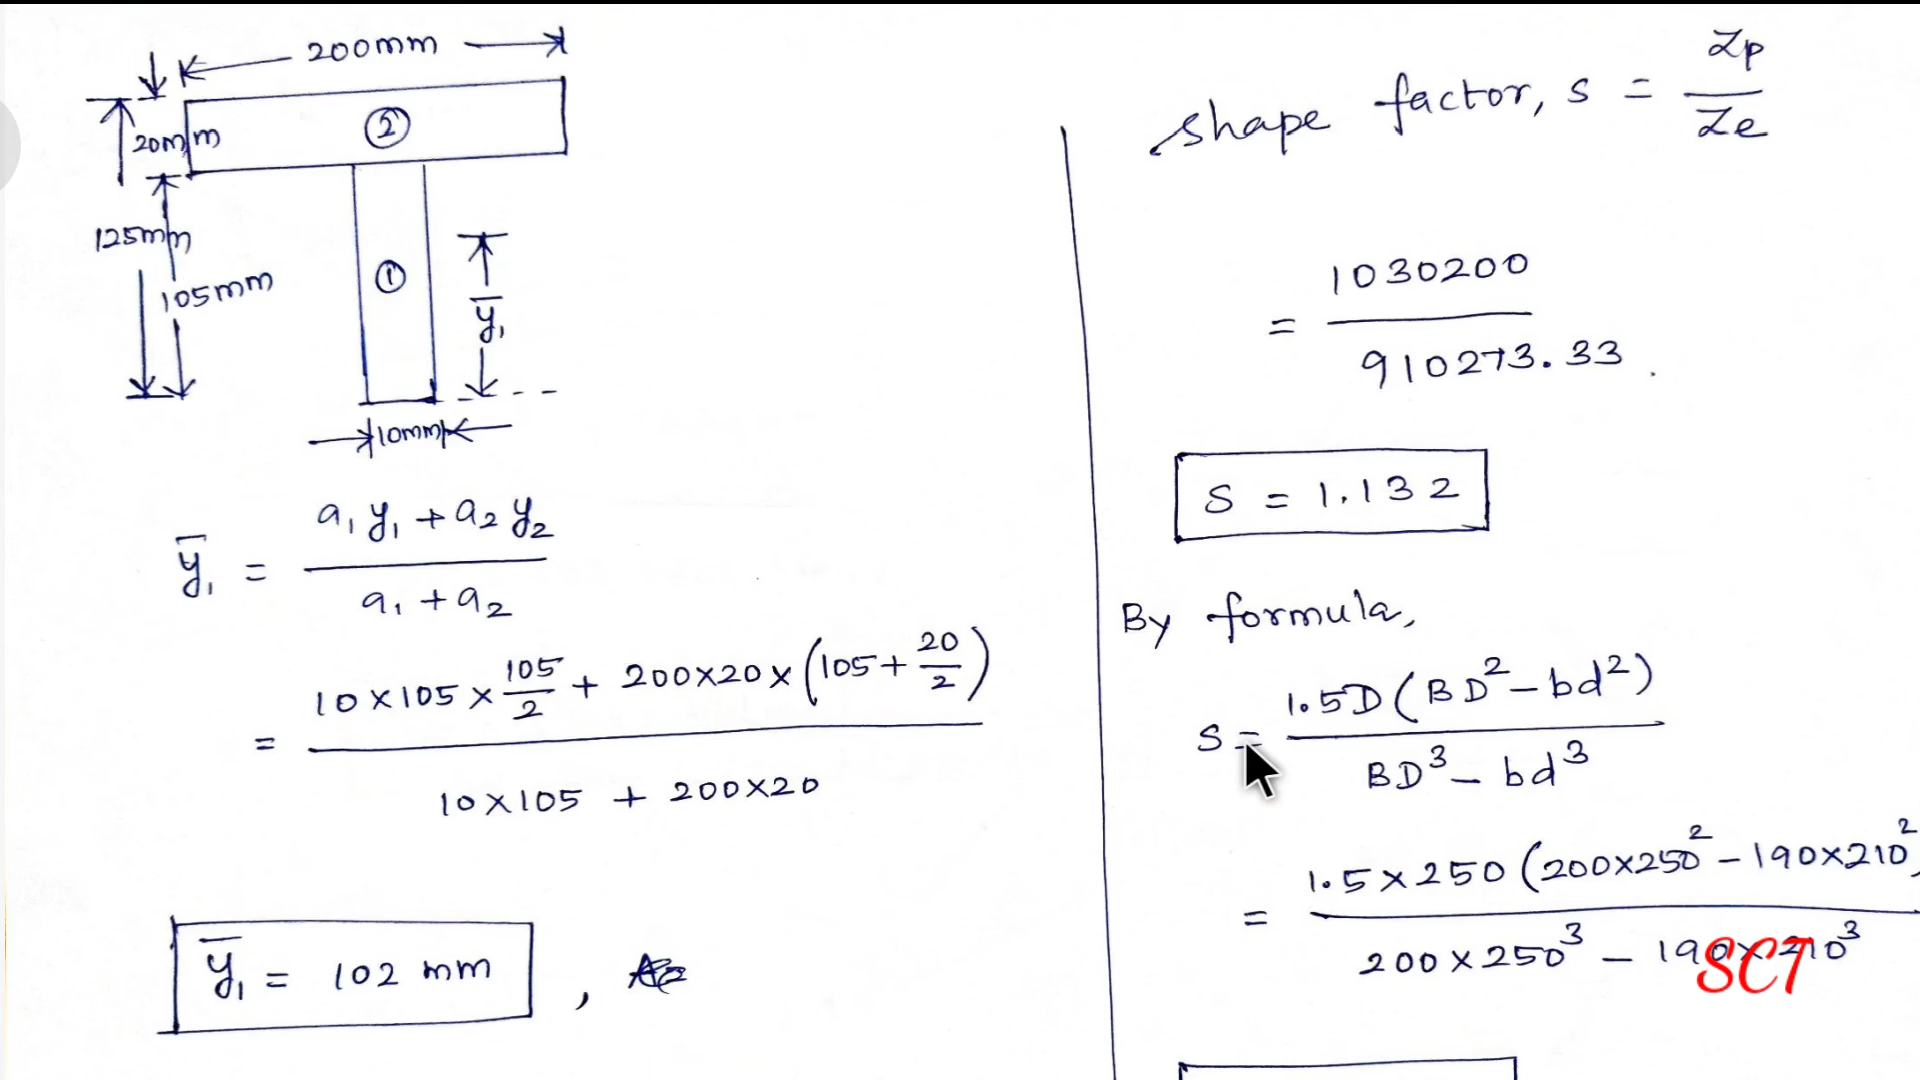 200mm
20mm
②
125mm
105mm
①
ȳ₁
10mm
ȳ₁ = (a₁y₁ + a₂y₂) / (a₁ + a₂)
= (10×105×105/2 + 200×20×(105+20/2)) / (10×105 + 200×20)
ȳ₁ = 102 mm ,
shape factor, s = Zp / Ze
= 1030200 / 910273.33 .
S = 1.132
By formula,
S = 1.5D(BD² - bd²) / (BD³ - bd³)
= 1.5×250(200×250² - 190×210² / (200×250³ - 190×210³
SCT